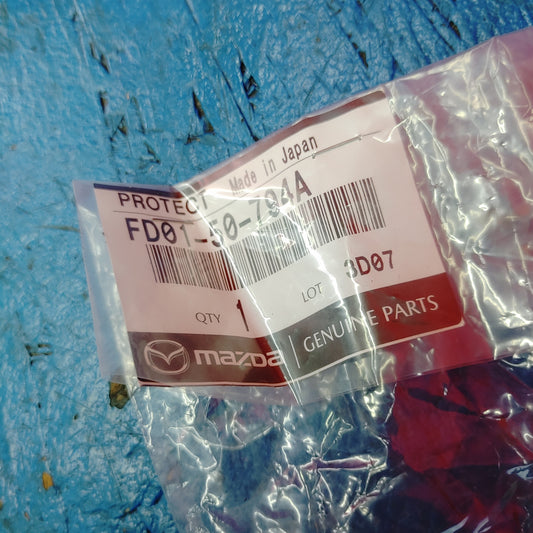 PROTECT Made in Japan
FD01-50-794A
QTY 1 LOT 3D07
mazda GENUINE PARTS